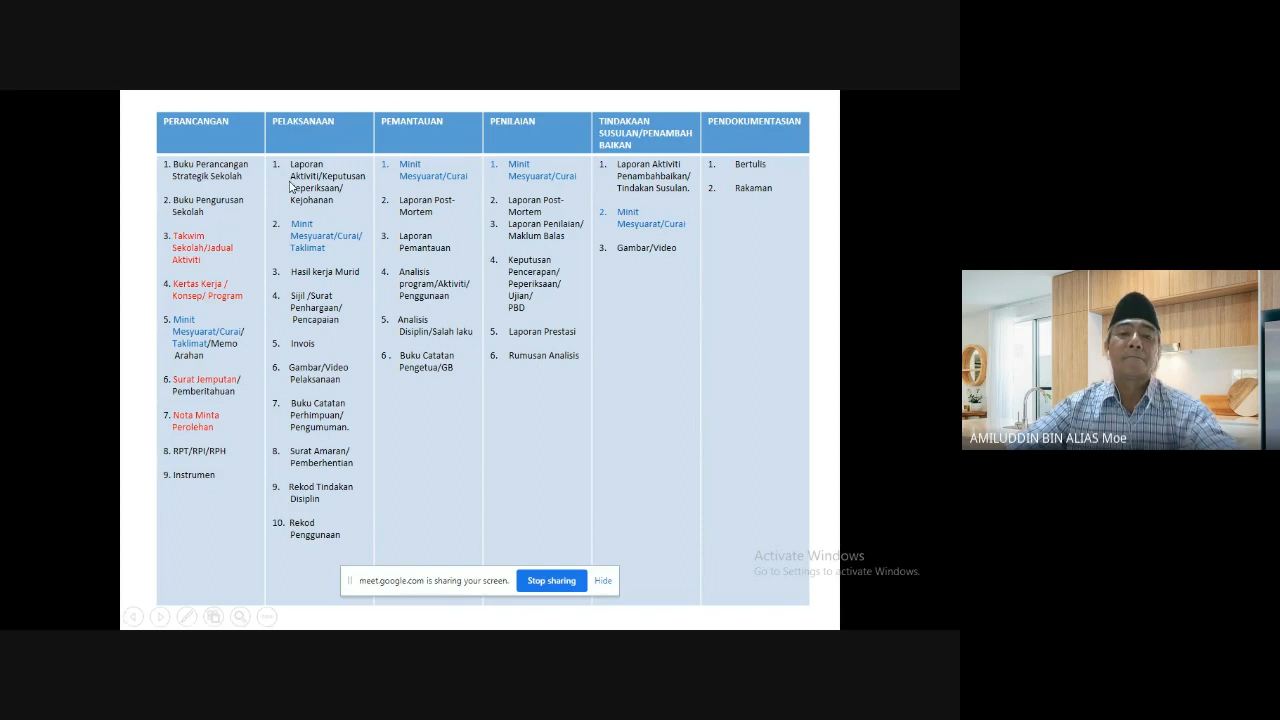 PERANCANGAN
PELAKSANAAN
PEMANTAUAN
PENILAIAN
TINDAKAAN
SUSULAN/PENAMBAH
BAIKAN
PENDOKUMENTASIAN
1. Buku Perancangan
Strategik Sekolah
2. Buku Pengurusan
Sekolah
3. Takwim
Sekolah/Jadual
Aktiviti
4. Kertas Kerja /
Konsep/ Program
5. Minit
Mesyuarat/Curai/
Taklimat/Memo
Arahan
6. Surat Jemputan/
Pemberitahuan
7. Nota Minta
Perolehan
8. RPT/RPI/RPH
9. Instrumen
1. Laporan
Aktiviti/Keputusan
Peperiksaan/
Kejohanan
2. Minit
Mesyuarat/Curai/
Taklimat
3. Hasil kerja Murid
4. Sijil /Surat
Penhargaan/
Pencapaian
5. Invois
6. Gambar/Video
Pelaksanaan
7. Buku Catatan
Perhimpuan/
Pengumuman.
8. Surat Amaran/
Pemberhentian
9. Rekod Tindakan
Disiplin
10. Rekod
Penggunaan
1. Minit
Mesyuarat/Curai
2. Laporan Post-
Mortem
3. Laporan
Pemantauan
4. Analisis
program/Aktiviti/
Penggunaan
5. Analisis
Disiplin/Salah laku
6 . Buku Catatan
Pengetua/GB
1. Minit
Mesyuarat/Curai
2. Laporan Post-
Mortem
3. Laporan Penilaian/
Maklum Balas
4. Keputusan
Pencerapan/
Peperiksaan/
Ujian/
PBD
5. Laporan Prestasi
6. Rumusan Analisis
1. Laporan Aktiviti
Penambahbaikan/
Tindakan Susulan.
2. Minit
Mesyuarat/Curai
3. Gambar/Video
1. Bertulis
2. Rakaman
AMILUDDIN BIN ALIAS Moe
Activate Windows
Go to Settings to activate Windows.
meet.google.com is sharing your screen.
Stop sharing
Hide